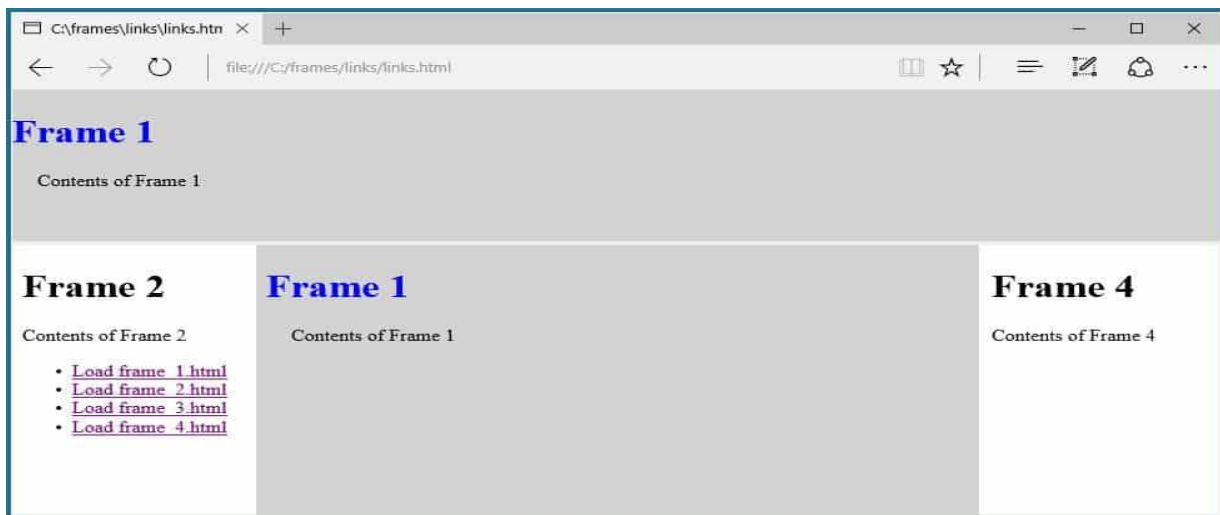 C:\frames\links\links.htn
file:///C:/frames/links/links.html
Frame 1
Contents of Frame 1
Frame 2
Contents of Frame 2
• Load frame_1.html
• Load frame_2.html
• Load frame_3.html
• Load frame_4.html
Frame 1
Contents of Frame 1
Frame 4
Contents of Frame 4